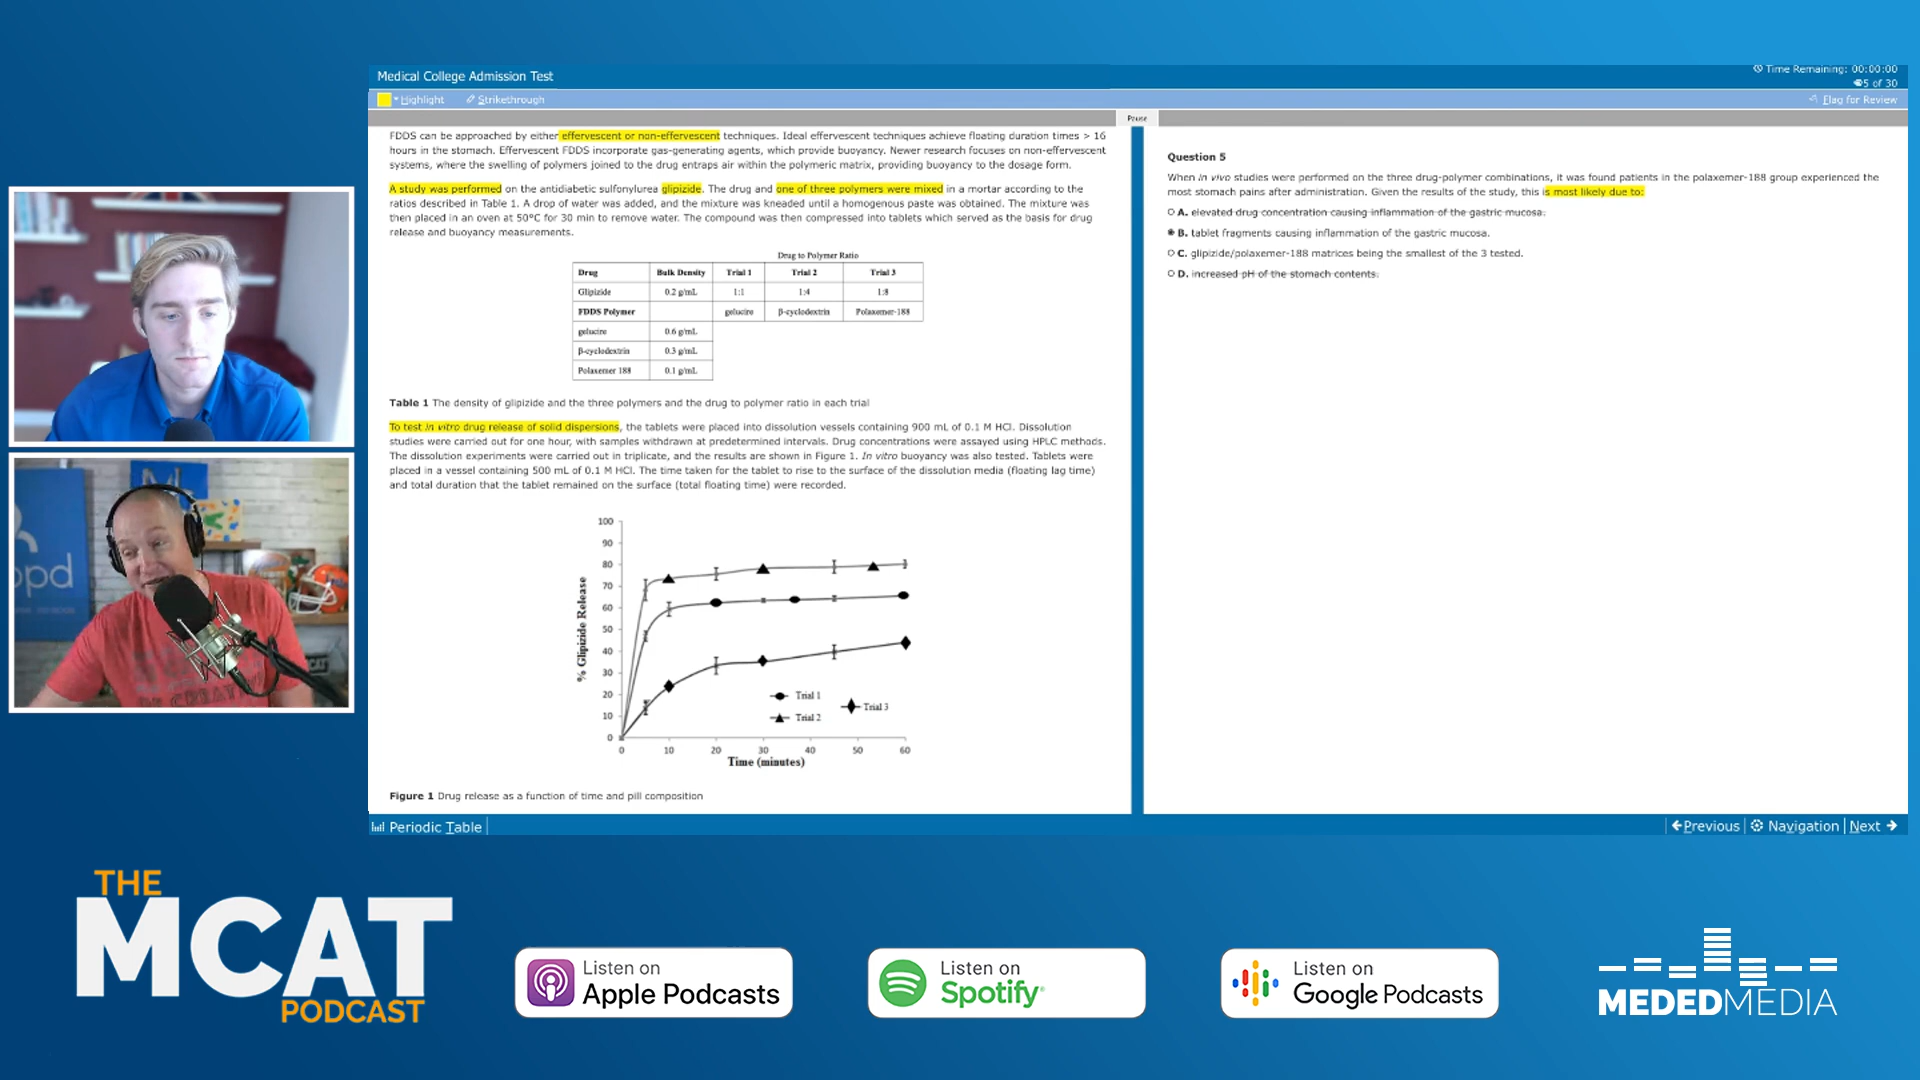 Medical College Admission Test
Time Remaining: 00:00:00
5 of 30
Highlight
Strikethrough
Flag for Review
Pause
FDDS can be approached by either effervescent or non-effervescent techniques. Ideal effervescent techniques achieve floating duration times > 16
hours in the stomach. Effervescent FDDS incorporate gas-generating agents, which provide buoyancy. Newer research focuses on non-effervescent
systems, where the swelling of polymers joined to the drug entraps air within the polymeric matrix, providing buoyancy to the dosage form.
A study was performed on the antidiabetic sulfonylurea glipizide. The drug and one of three polymers were mixed in a mortar according to the
ratios described in Table 1. A drop of water was added, and the mixture was kneaded until a homogenous paste was obtained. The mixture was
then placed in an oven at 50°C for 30 min to remove water. The compound was then compressed into tablets which served as the basis for drug
release and buoyancy measurements.
Drug to Polymer Ratio
Drug Bulk Density Trial 1 Trial 2 Trial 3
Glipizide 0.2 g/mL 1:1 1:4 1:8
FDDS Polymer gelucire β-cyclodextrin Polaxemer-188
gelucire 0.6 g/mL
β-cyclodextrin 0.3 g/mL
Polaxemer 188 0.1 g/mL
Table 1 The density of glipizide and the three polymers and the drug to polymer ratio in each trial
To test in vitro drug release of solid dispersions, the tablets were placed into dissolution vessels containing 900 mL of 0.1 M HCl. Dissolution
studies were carried out for one hour, with samples withdrawn at predetermined intervals. Drug concentrations were assayed using HPLC methods.
The dissolution experiments were carried out in triplicate, and the results are shown in Figure 1. In vitro buoyancy was also tested. Tablets were
placed in a vessel containing 500 mL of 0.1 M HCl. The time taken for the tablet to rise to the surface of the dissolution media (floating lag time)
and total duration that the tablet remained on the surface (total floating time) were recorded.
% Glipizide Release
100
90
80
70
60
50
40
30
20
10
0
0 10 20 30 40 50 60
Time (minutes)
Trial 1
Trial 2
Trial 3
Figure 1 Drug release as a function of time and pill composition
Question 5
When in vivo studies were performed on the three drug-polymer combinations, it was found patients in the polaxemer-188 group experienced the
most stomach pains after administration. Given the results of the study, this is most likely due to:
A. elevated drug concentration causing inflammation of the gastric mucosa.
B. tablet fragments causing inflammation of the gastric mucosa.
C. glipizide/polaxemer-188 matrices being the smallest of the 3 tested.
D. increased pH of the stomach contents.
Periodic Table
Previous
Navigation
Next
opd
THE
MCAT
PODCAST
Listen on
Apple Podcasts
Listen on
Spotify
Listen on
Google Podcasts
MEDEDMEDIA